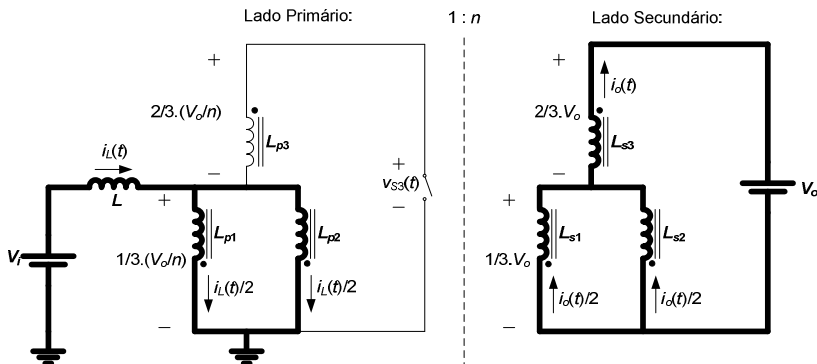 Lado Primário:
1 : n
Lado Secundário:
+
2/3.(Vo/n)
Lp3
−
+
vS3(t)
−
iL(t)
L
Vi
+
1/3.(Vo/n)
−
Lp1
Lp2
iL(t)/2
iL(t)/2
+
io(t)
2/3.Vo
Ls3
−
Vo
+
1/3.Vo
−
Ls1
Ls2
io(t)/2
io(t)/2